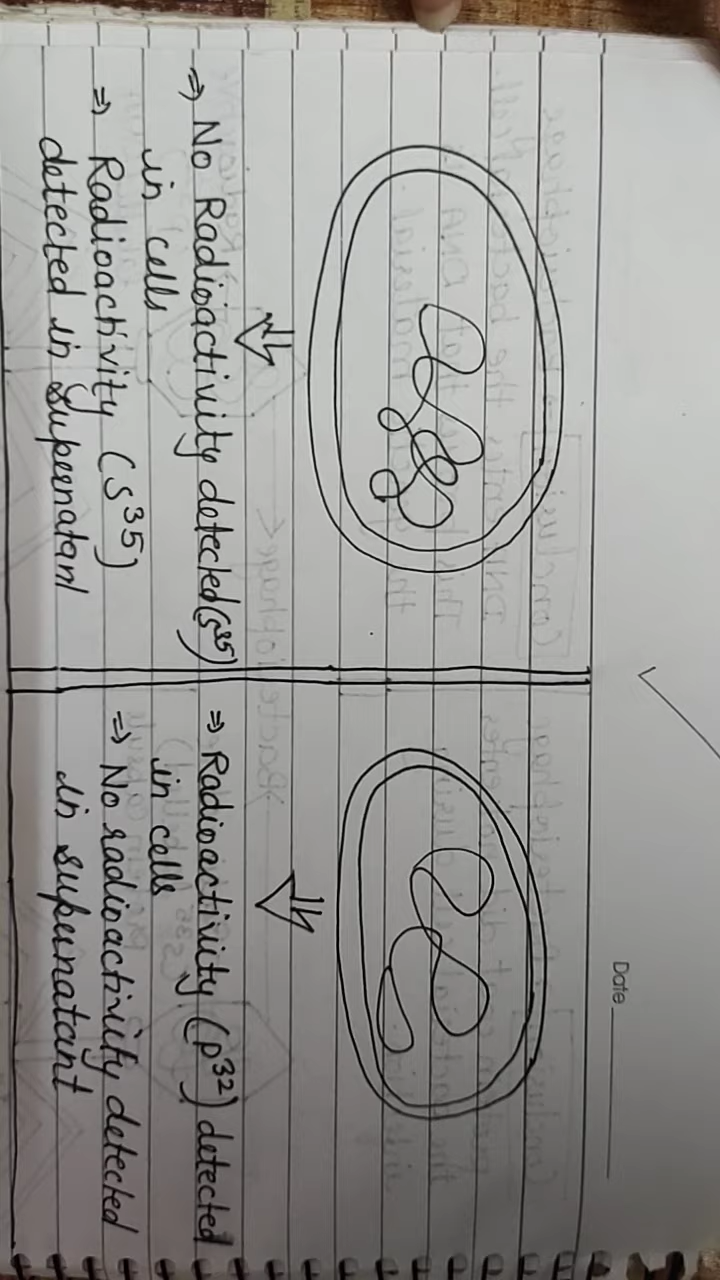 Date
⇒ No Radioactivity detected (S³⁵)
in cells
⇒ Radioactivity (S³⁵)
detected in supernatant
⇒ Radioactivity (P³²) detected
in cells
⇒ No radioactivity detected
in supernatant